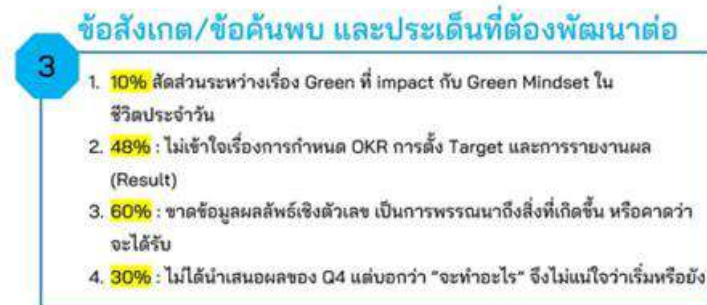 ข้อสังเกต/ข้อค้นพบ และประเด็นที่ต้องพัฒนาต่อ
3
1. 10% สัดส่วนระหว่างเรื่อง Green ที่ impact กับ Green Mindset ใน
ชีวิตประจำวัน
2. 48% : ไม่เข้าใจเรื่องการกำหนด OKR การตั้ง Target และการรายงานผล
(Result)
3. 60% : ขาดข้อมูลผลลัพธ์เชิงตัวเลข เป็นการพรรณนาถึงสิ่งที่เกิดขึ้น หรือคาดว่า
จะได้รับ
4. 30% : ไม่ได้นำเสนอผลของ Q4 แต่บอกว่า "จะทำอะไร" จึงไม่แน่ใจว่าเริ่มหรือยัง